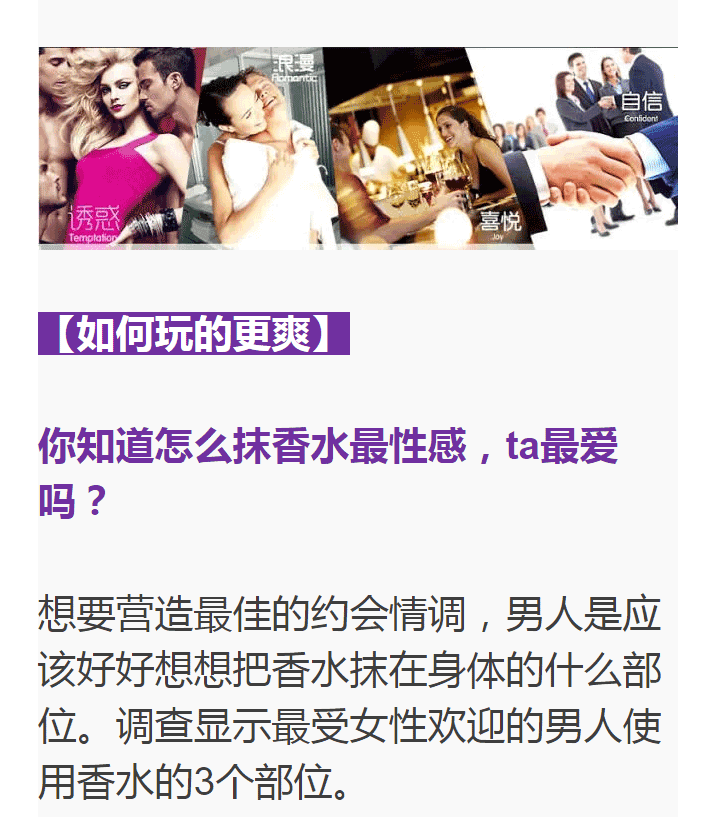 浪漫
Romantic
自信
Confident
诱惑
Temptation
喜悦
Joy
【如何玩的更爽】
你知道怎么抹香水最性感，ta最爱
吗？
想要营造最佳的约会情调，男人是应
该好好想想把香水抹在身体的什么部
位。调查显示最受女性欢迎的男人使
用香水的3个部位。